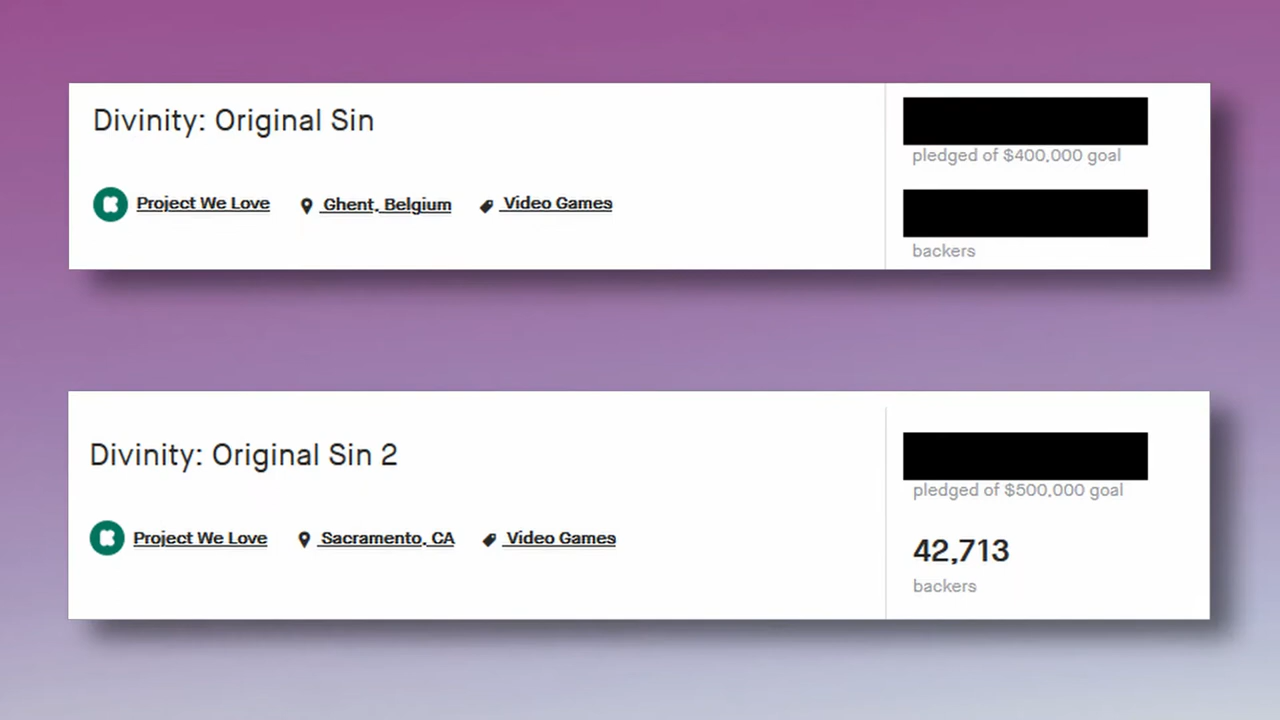 Divinity: Original Sin
pledged of $400,000 goal
Project We Love Ghent, Belgium Video Games
backers
Divinity: Original Sin 2
pledged of $500,000 goal
Project We Love Sacramento, CA Video Games
42,713
backers